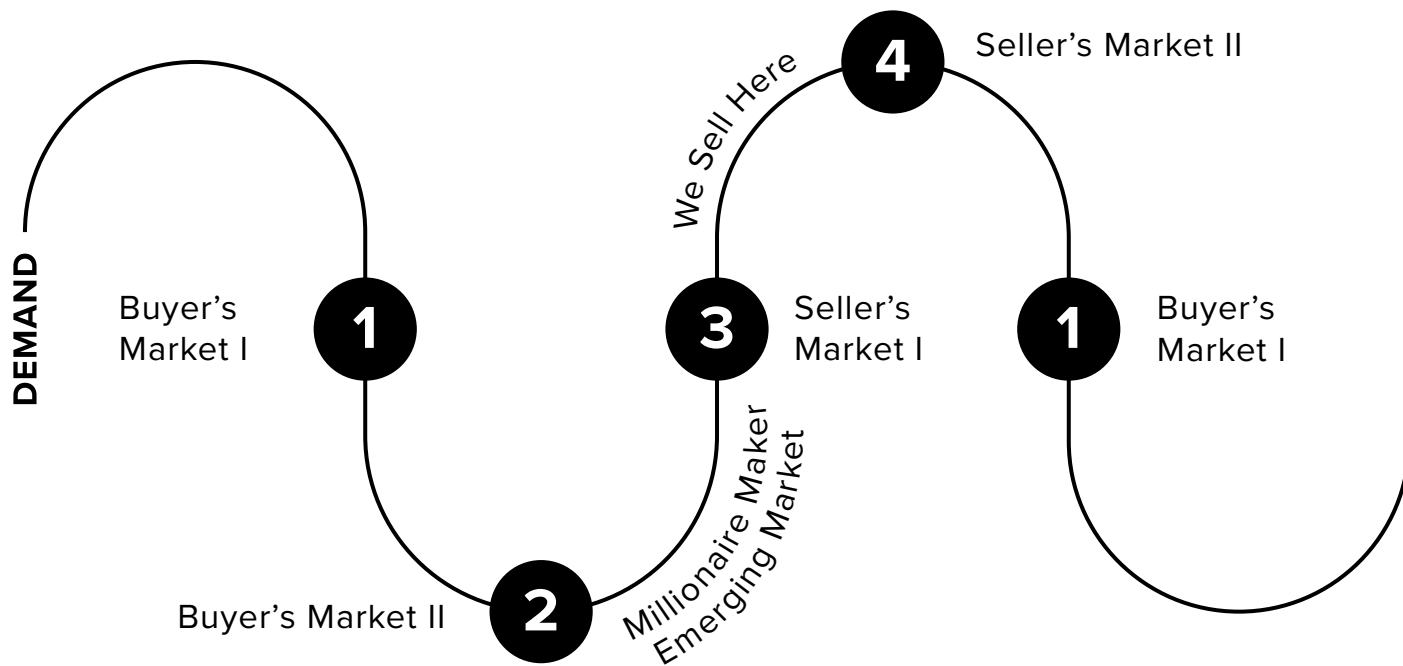 4
Seller’s Market II
We Sell Here
DEMAND
Buyer’s
Market I
1
3
Seller’s
Market I
1
Buyer’s
Market I
Millionaire Maker
Emerging Market
Buyer’s Market II
2